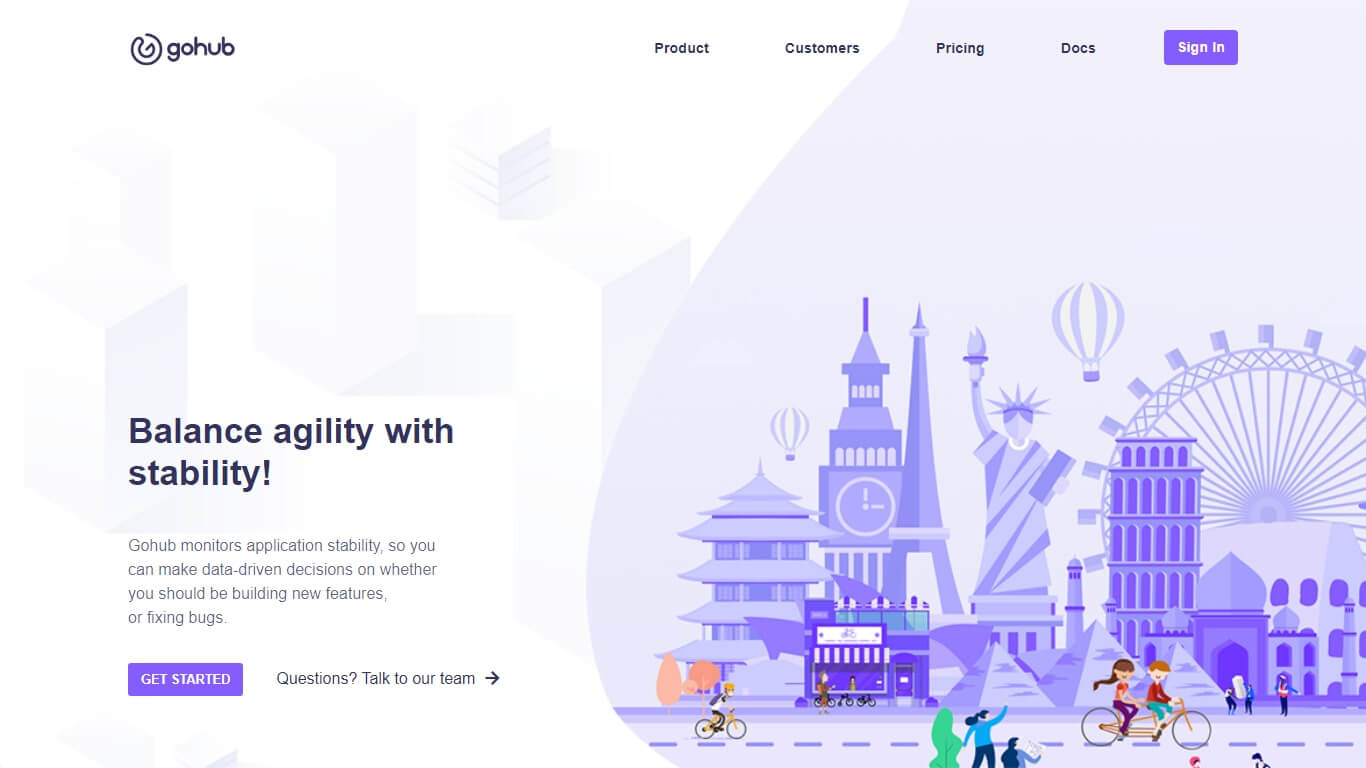 gohub
Product
Customers
Pricing
Docs
Sign In
Balance agility with
stability!
Gohub monitors application stability, so you
can make data-driven decisions on whether
you should be building new features,
or fixing bugs.
GET STARTED
Questions? Talk to our team